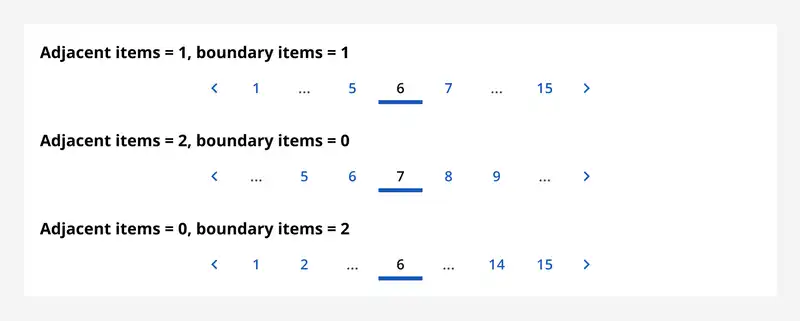 Adjacent items = 1, boundary items = 1
< 1 ... 5 6 7 ... 15 >
Adjacent items = 2, boundary items = 0
< ... 5 6 7 8 9 ... >
Adjacent items = 0, boundary items = 2
< 1 2 ... 6 ... 14 15 >